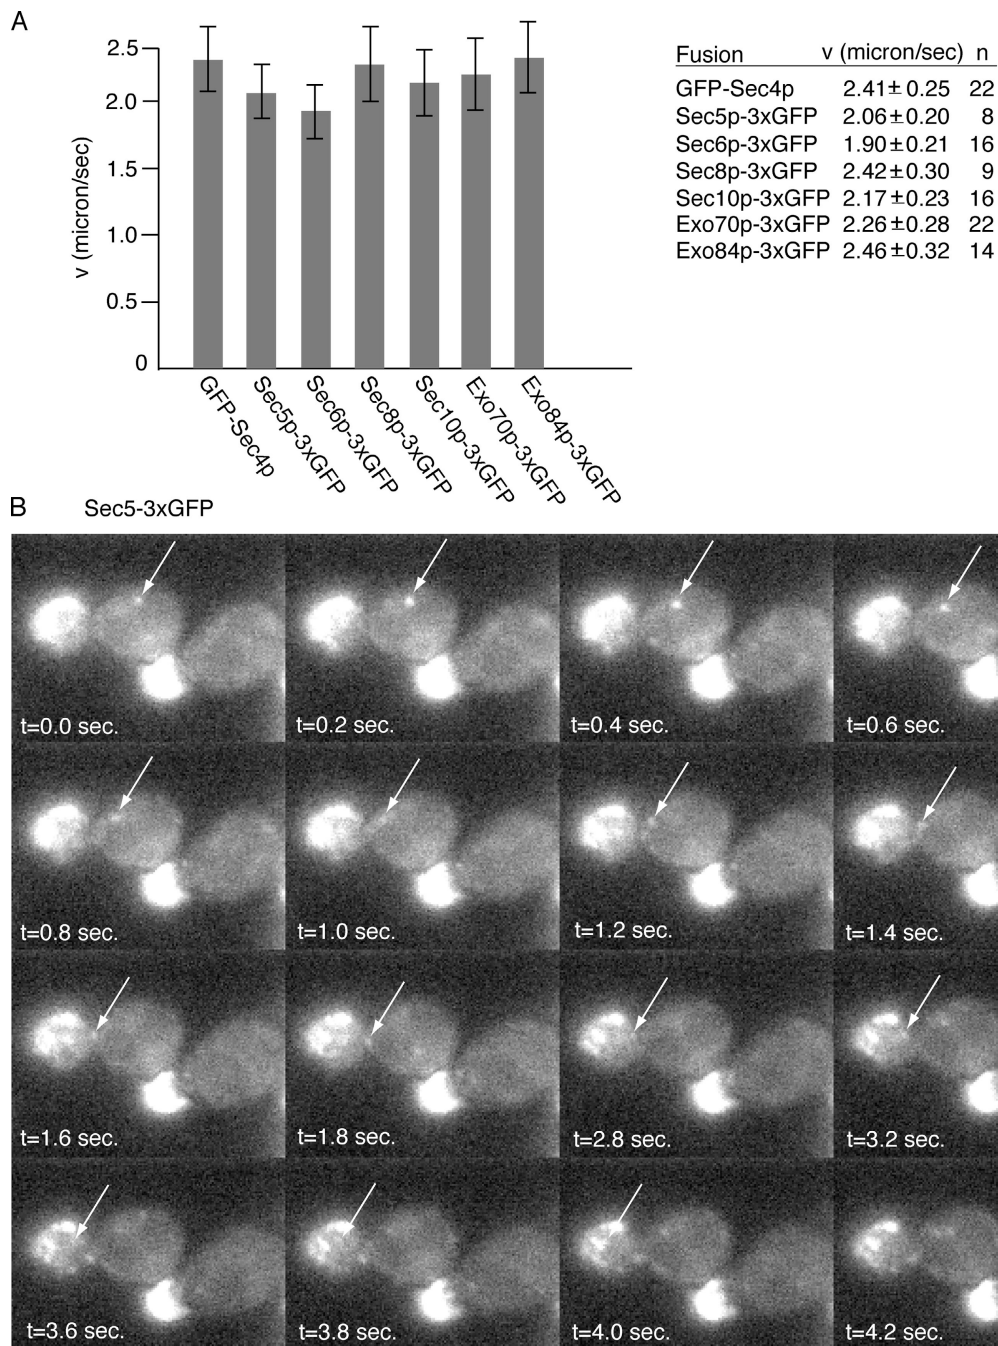 A
v (micron/sec)
2.5
2.0
1.5
1.0
0.5
0
GFP-Sec4p
Sec5p-3xGFP
Sec6p-3xGFP
Sec8p-3xGFP
Sec10p-3xGFP
Exo70p-3xGFP
Exo84p-3xGFP
Fusion v (micron/sec) n
GFP-Sec4p 2.41±0.25 22
Sec5p-3xGFP 2.06±0.20 8
Sec6p-3xGFP 1.90±0.21 16
Sec8p-3xGFP 2.42±0.30 9
Sec10p-3xGFP 2.17±0.23 16
Exo70p-3xGFP 2.26±0.28 22
Exo84p-3xGFP 2.46±0.32 14
B Sec5-3xGFP
t=0.0 sec. t=0.2 sec. t=0.4 sec. t=0.6 sec.
t=0.8 sec. t=1.0 sec. t=1.2 sec. t=1.4 sec.
t=1.6 sec. t=1.8 sec. t=2.8 sec. t=3.2 sec.
t=3.6 sec. t=3.8 sec. t=4.0 sec. t=4.2 sec.